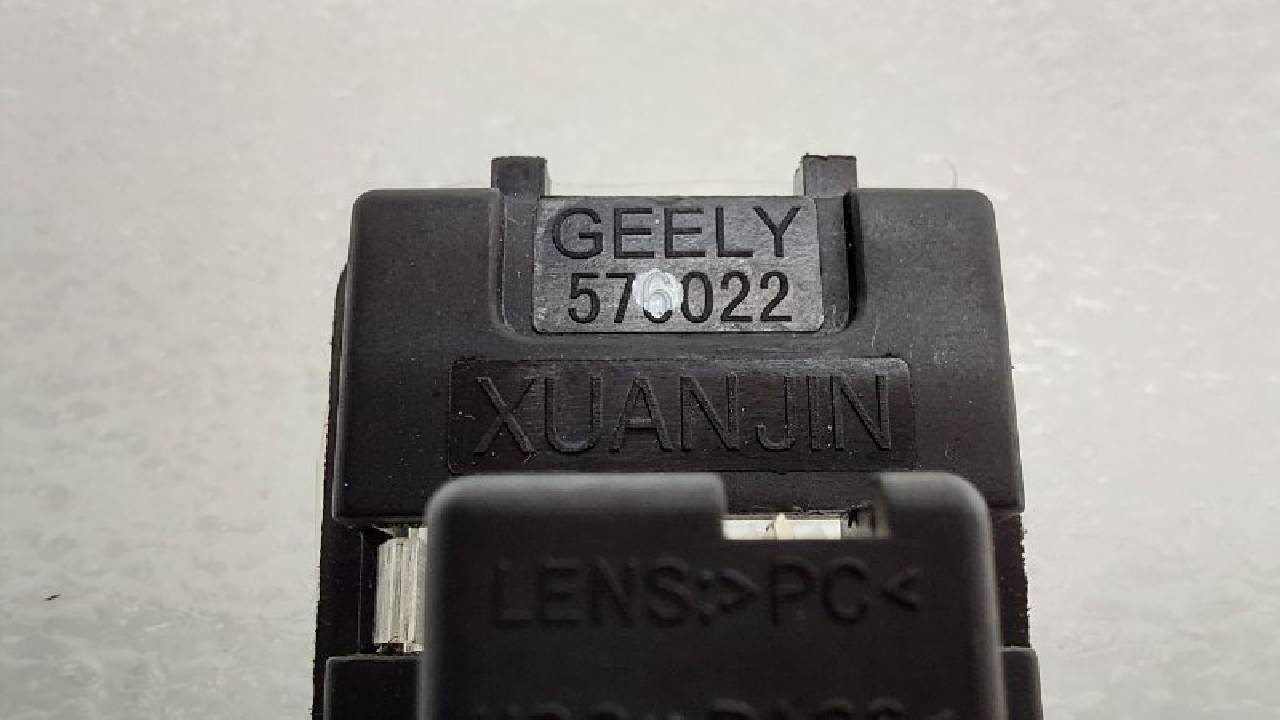 GEELY
576022
XUANJIN
LENS:>PC<